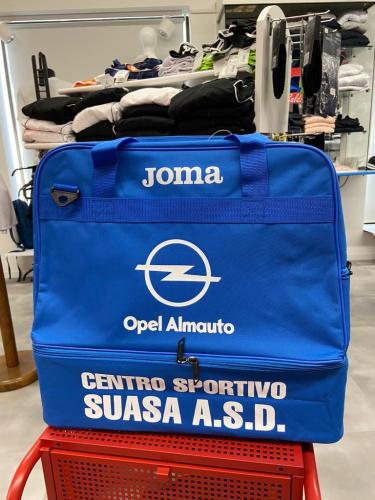 JOMA
Opel Almauto
CENTRO SPORTIVO
SUASA A.S.D.